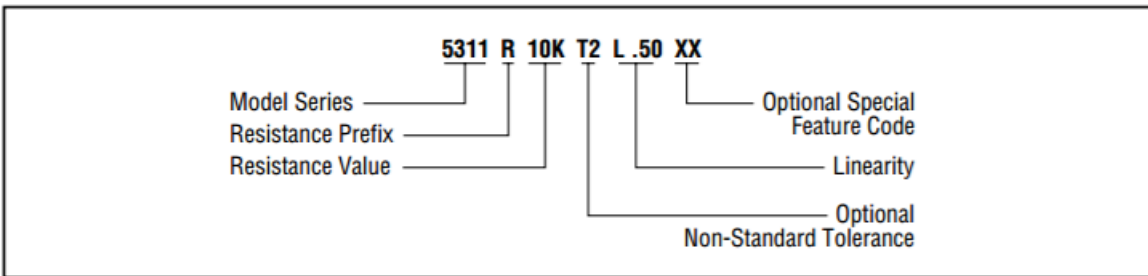 5311 R 10K T2 L .50 XX
Model Series
Resistance Prefix
Resistance Value
Optional Special
Feature Code
Linearity
Optional
Non-Standard Tolerance